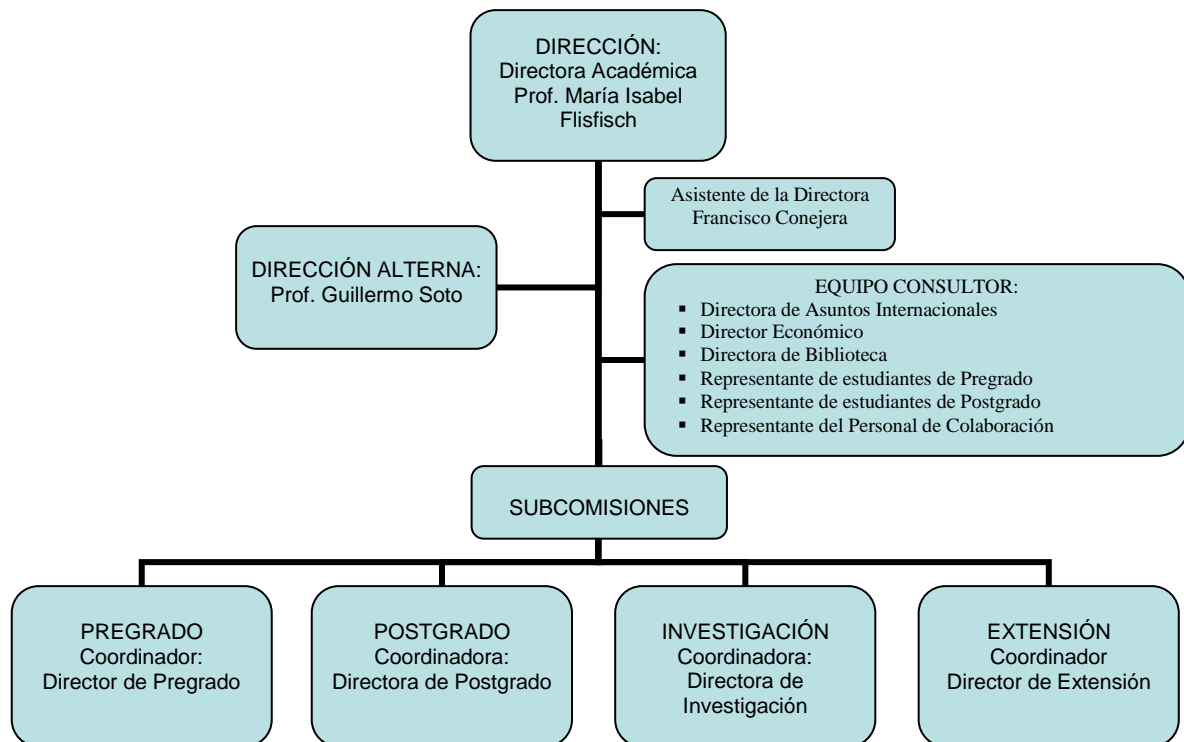 DIRECCIÓN:
Directora Académica
Prof. María Isabel
Flisfisch
Asistente de la Directora
Francisco Conejera
DIRECCIÓN ALTERNA:
Prof. Guillermo Soto
EQUIPO CONSULTOR:
▪ Directora de Asuntos Internacionales
▪ Director Económico
▪ Directora de Biblioteca
▪ Representante de estudiantes de Pregrado
▪ Representante de estudiantes de Postgrado
▪ Representante del Personal de Colaboración
SUBCOMISIONES
PREGRADO
Coordinador:
Director de Pregrado
POSTGRADO
Coordinadora:
Directora de Postgrado
INVESTIGACIÓN
Coordinadora:
Directora de
Investigación
EXTENSIÓN
Coordinador
Director de Extensión